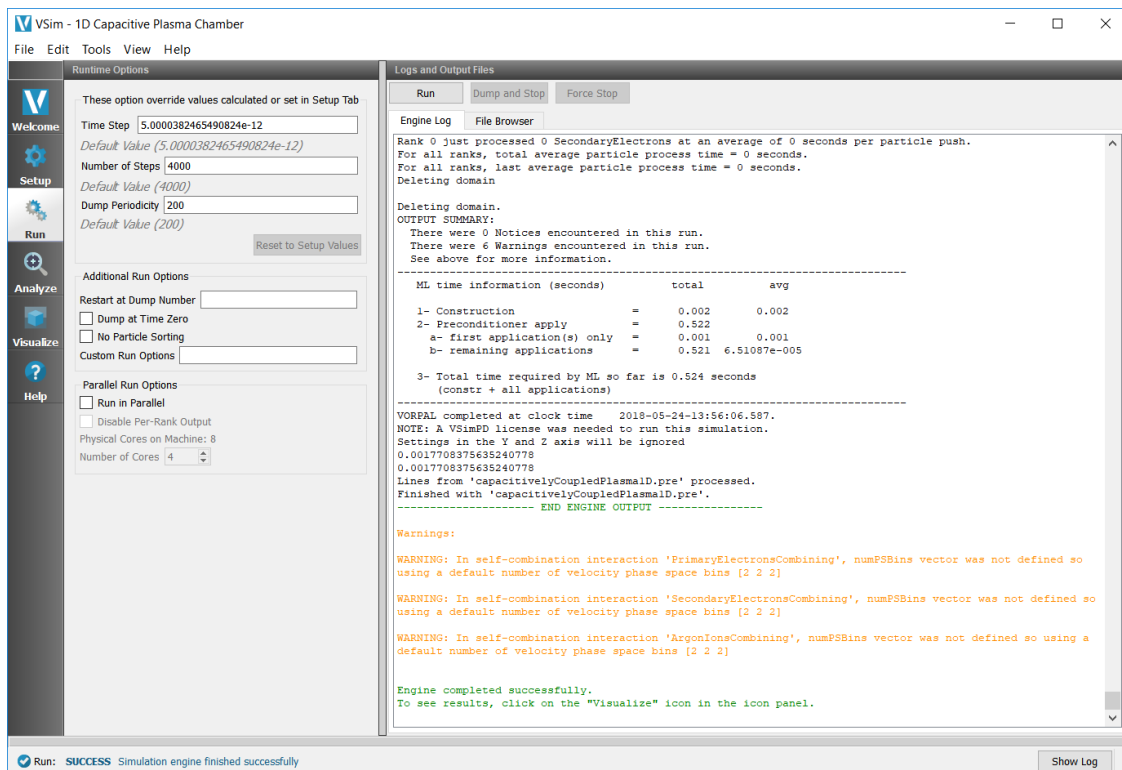 VSim - 1D Capacitive Plasma Chamber
File Edit Tools View Help
Welcome
Setup
Run
Analyze
Visualize
Help
Runtime Options
These option override values calculated or set in Setup Tab
Time Step 5.0000382465490824e-12
Default Value (5.0000382465490824e-12)
Number of Steps 4000
Default Value (4000)
Dump Periodicity 200
Default Value (200)
Reset to Setup Values
Additional Run Options
Restart at Dump Number
Dump at Time Zero
No Particle Sorting
Custom Run Options
Parallel Run Options
Run in Parallel
Disable Per-Rank Output
Physical Cores on Machine: 8
Number of Cores 4
Logs and Output Files
Run Dump and Stop Force Stop
Engine Log File Browser
Rank 0 just processed 0 SecondaryElectrons at an average of 0 seconds per particle push.
For all ranks, total average particle process time = 0 seconds.
For all ranks, last average particle process time = 0 seconds.
Deleting domain
Deleting domain.
OUTPUT SUMMARY:
There were 0 Notices encountered in this run.
There were 6 Warnings encountered in this run.
See above for more information.
-------------------------------------------------------------------------------
ML time information (seconds) total avg
1- Construction = 0.002 0.002
2- Preconditioner apply = 0.522
a- first application(s) only = 0.001 0.001
b- remaining applications = 0.521 6.51087e-005
3- Total time required by ML so far is 0.524 seconds
(constr + all applications)
-------------------------------------------------------------------------------
VORPAL completed at clock time 2018-05-24-13:56:06.587.
NOTE: A VSimPD license was needed to run this simulation.
Settings in the Y and Z axis will be ignored
0.0017708375635240778
0.0017708375635240778
Lines from 'capacitivelyCoupledPlasma1D.pre' processed.
Finished with 'capacitivelyCoupledPlasma1D.pre'.
--------------------- END ENGINE OUTPUT ----------------
Warnings:
WARNING: In self-combination interaction 'PrimaryElectronsCombining', numPSBins vector was not defined so
using a default number of velocity phase space bins [2 2 2]
WARNING: In self-combination interaction 'SecondaryElectronsCombining', numPSBins vector was not defined so
using a default number of velocity phase space bins [2 2 2]
WARNING: In self-combination interaction 'ArgonIonsCombining', numPSBins vector was not defined so using a
default number of velocity phase space bins [2 2 2]
Engine completed successfully.
To see results, click on the "Visualize" icon in the icon panel.
Run: SUCCESS Simulation engine finished successfully
Show Log